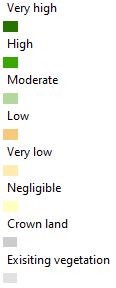 Very high
High
Moderate
Low
Very low
Negligible
Crown land
Exisiting vegetation